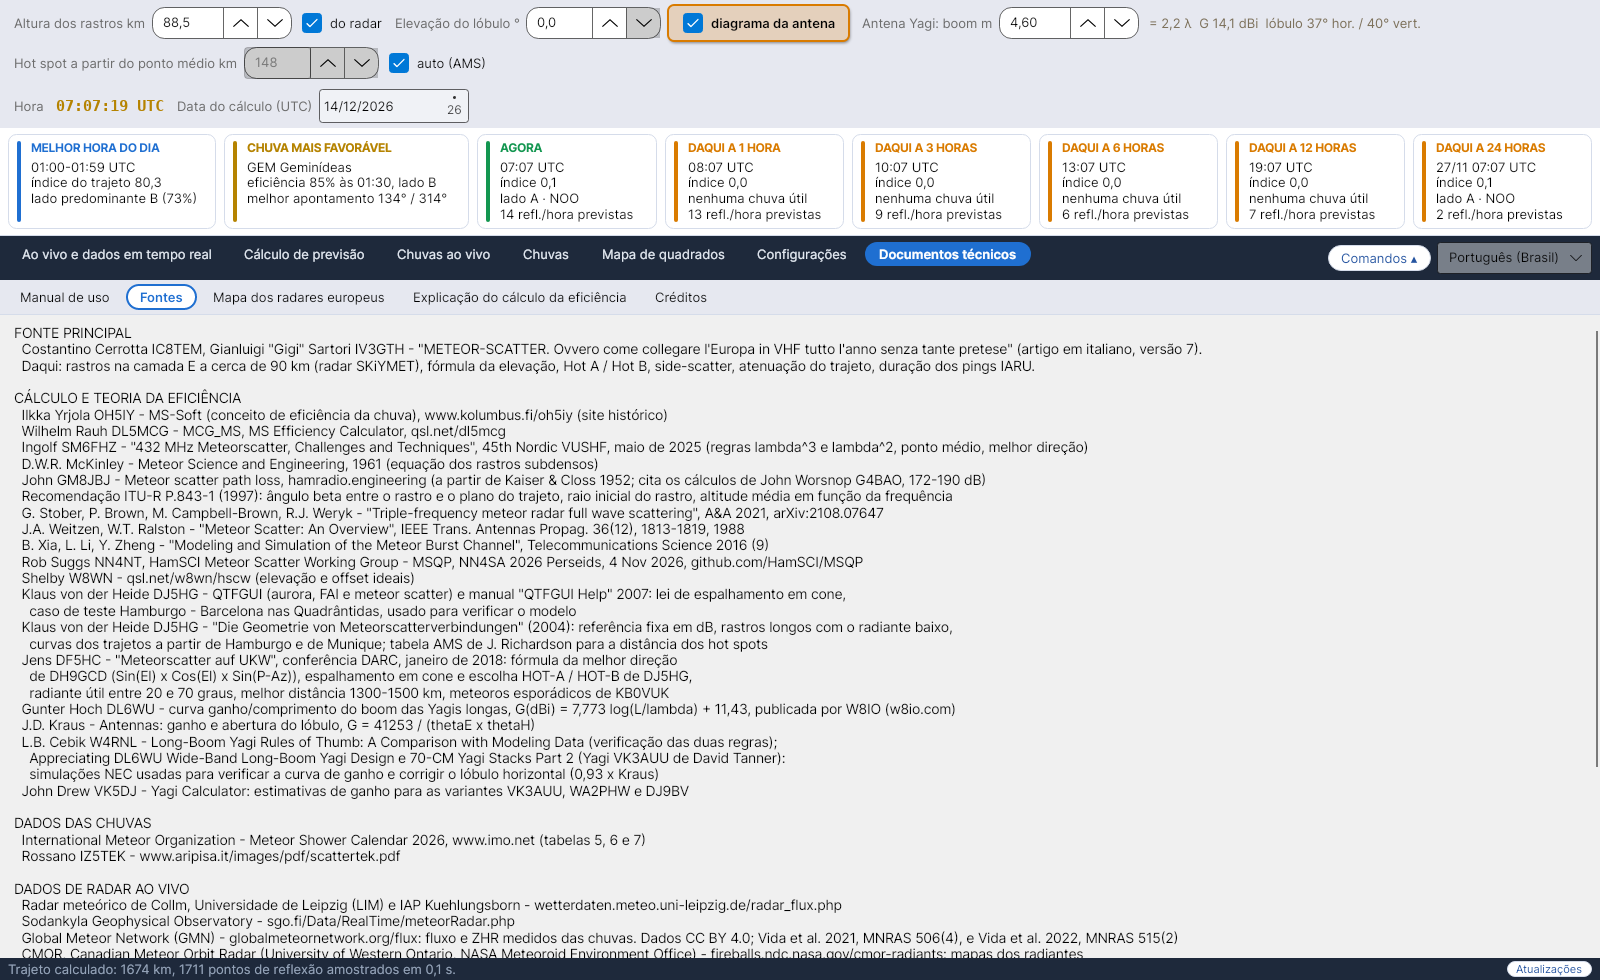 Altura dos rastros km 88,5 do radar Elevação do lóbulo ° 0,0 diagrama da antena Antena Yagi: boom m 4,60 = 2,2 λ G 14,1 dBi lóbulo 37° hor. / 40° vert.
Hot spot a partir do ponto médio km 148 auto (AMS)
Hora 07:07:19 UTC Data do cálculo (UTC) 14/12/2026 26
MELHOR HORA DO DIA
01:00-01:59 UTC
índice do trajeto 80,3
lado predominante B (73%)
CHUVA MAIS FAVORÁVEL
GEM Geminídeas
eficiência 85% às 01:30, lado B
melhor apontamento 134° / 314°
AGORA
07:07 UTC
índice 0,1
lado A · NOO
14 refl./hora previstas
DAQUI A 1 HORA
08:07 UTC
índice 0,0
nenhuma chuva útil
13 refl./hora previstas
DAQUI A 3 HORAS
10:07 UTC
índice 0,0
nenhuma chuva útil
9 refl./hora previstas
DAQUI A 6 HORAS
13:07 UTC
índice 0,0
nenhuma chuva útil
6 refl./hora previstas
DAQUI A 12 HORAS
19:07 UTC
índice 0,0
nenhuma chuva útil
7 refl./hora previstas
DAQUI A 24 HORAS
27/11 07:07 UTC
índice 0,1
lado A · NOO
2 refl./hora previstas
Ao vivo e dados em tempo real Cálculo de previsão Chuvas ao vivo Chuvas Mapa de quadrados Configurações Documentos técnicos Comandos ▴ Português (Brasil)
Manual de uso Fontes Mapa dos radares europeus Explicação do cálculo da eficiência Créditos
FONTE PRINCIPAL
Costantino Cerrotta IC8TEM, Gianluigi "Gigi" Sartori IV3GTH - "METEOR-SCATTER. Ovvero come collegare l'Europa in VHF tutto l'anno senza tante pretese" (artigo em italiano, versão 7).
Daqui: rastros na camada E a cerca de 90 km (radar SKiYMET), fórmula da elevação, Hot A / Hot B, side-scatter, atenuação do trajeto, duração dos pings IARU.
CÁLCULO E TEORIA DA EFICIÊNCIA
Ilkka Yrjola OH5IY - MS-Soft (conceito de eficiência da chuva), www.kolumbus.fi/oh5iy (site histórico)
Wilhelm Rauh DL5MCG - MCG_MS, MS Efficiency Calculator, qsl.net/dl5mcg
Ingolf SM6FHZ - "432 MHz Meteorscatter, Challenges and Techniques", 45th Nordic VUSHF, maio de 2025 (regras lambda^3 e lambda^2, ponto médio, melhor direção)
D.W.R. McKinley - Meteor Science and Engineering, 1961 (equação dos rastros subdensos)
John GM8JBJ - Meteor scatter path loss, hamradio.engineering (a partir de Kaiser & Closs 1952; cita os cálculos de John Worsnop G4BAO, 172-190 dB)
Recomendação ITU-R P.843-1 (1997): ângulo beta entre o rastro e o plano do trajeto, raio inicial do rastro, altitude média em função da frequência
G. Stober, P. Brown, M. Campbell-Brown, R.J. Weryk - "Triple-frequency meteor radar full wave scattering", A&A 2021, arXiv:2108.07647
J.A. Weitzen, W.T. Ralston - "Meteor Scatter: An Overview", IEEE Trans. Antennas Propag. 36(12), 1813-1819, 1988
B. Xia, L. Li, Y. Zheng - "Modeling and Simulation of the Meteor Burst Channel", Telecommunications Science 2016 (9)
Rob Suggs NN4NT, HamSCI Meteor Scatter Working Group - MSQP, NN4SA 2026 Perseids, 4 Nov 2026, github.com/HamSCI/MSQP
Shelby W8WN - qsl.net/w8wn/hscw (elevação e offset ideais)
Klaus von der Heide DJ5HG - QTFGUI (aurora, FAI e meteor scatter) e manual "QTFGUI Help" 2007: lei de espalhamento em cone,
caso de teste Hamburgo - Barcelona nas Quadrântidas, usado para verificar o modelo
Klaus von der Heide DJ5HG - "Die Geometrie von Meteorscatterverbindungen" (2004): referência fixa em dB, rastros longos com o radiante baixo,
curvas dos trajetos a partir de Hamburgo e de Munique; tabela AMS de J. Richardson para a distância dos hot spots
Jens DF5HC - "Meteorscatter auf UKW", conferência DARC, janeiro de 2018: fórmula da melhor direção
de DH9GCD (Sin(El) x Cos(El) x Sin(P-Az)), espalhamento em cone e escolha HOT-A / HOT-B de DJ5HG,
radiante útil entre 20 e 70 graus, melhor distância 1300-1500 km, meteoros esporádicos de KB0VUK
Gunter Hoch DL6WU - curva ganho/comprimento do boom das Yagis longas, G(dBi) = 7,773 log(L/lambda) + 11,43, publicada por W8IO (w8io.com)
J.D. Kraus - Antennas: ganho e abertura do lóbulo, G = 41253 / (thetaE x thetaH)
L.B. Cebik W4RNL - Long-Boom Yagi Rules of Thumb: A Comparison with Modeling Data (verificação das duas regras);
Appreciating DL6WU Wide-Band Long-Boom Yagi Design e 70-CM Yagi Stacks Part 2 (Yagi VK3AUU de David Tanner):
simulações NEC usadas para verificar a curva de ganho e corrigir o lóbulo horizontal (0,93 x Kraus)
John Drew VK5DJ - Yagi Calculator: estimativas de ganho para as variantes VK3AUU, WA2PHW e DJ9BV
DADOS DAS CHUVAS
International Meteor Organization - Meteor Shower Calendar 2026, www.imo.net (tabelas 5, 6 e 7)
Rossano IZ5TEK - www.aripisa.it/images/pdf/scattertek.pdf
DADOS DE RADAR AO VIVO
Radar meteórico de Collm, Universidade de Leipzig (LIM) e IAP Kuehlungsborn - wetterdaten.meteo.uni-leipzig.de/radar_flux.php
Sodankyla Geophysical Observatory - sgo.fi/Data/RealTime/meteorRadar.php
Global Meteor Network (GMN) - globalmeteornetwork.org/flux: fluxo e ZHR medidos das chuvas. Dados CC BY 4.0; Vida et al. 2021, MNRAS 506(4), e Vida et al. 2022, MNRAS 515(2)
CMOR, Canadian Meteor Orbit Radar (University of Western Ontario, NASA Meteoroid Environment Office) - fireballs.ndc.nasa.gov/cmor-radiants: mapas dos radiantes
Trajeto calculado: 1674 km, 1711 pontos de reflexão amostrados em 0,1 s. Atualizações